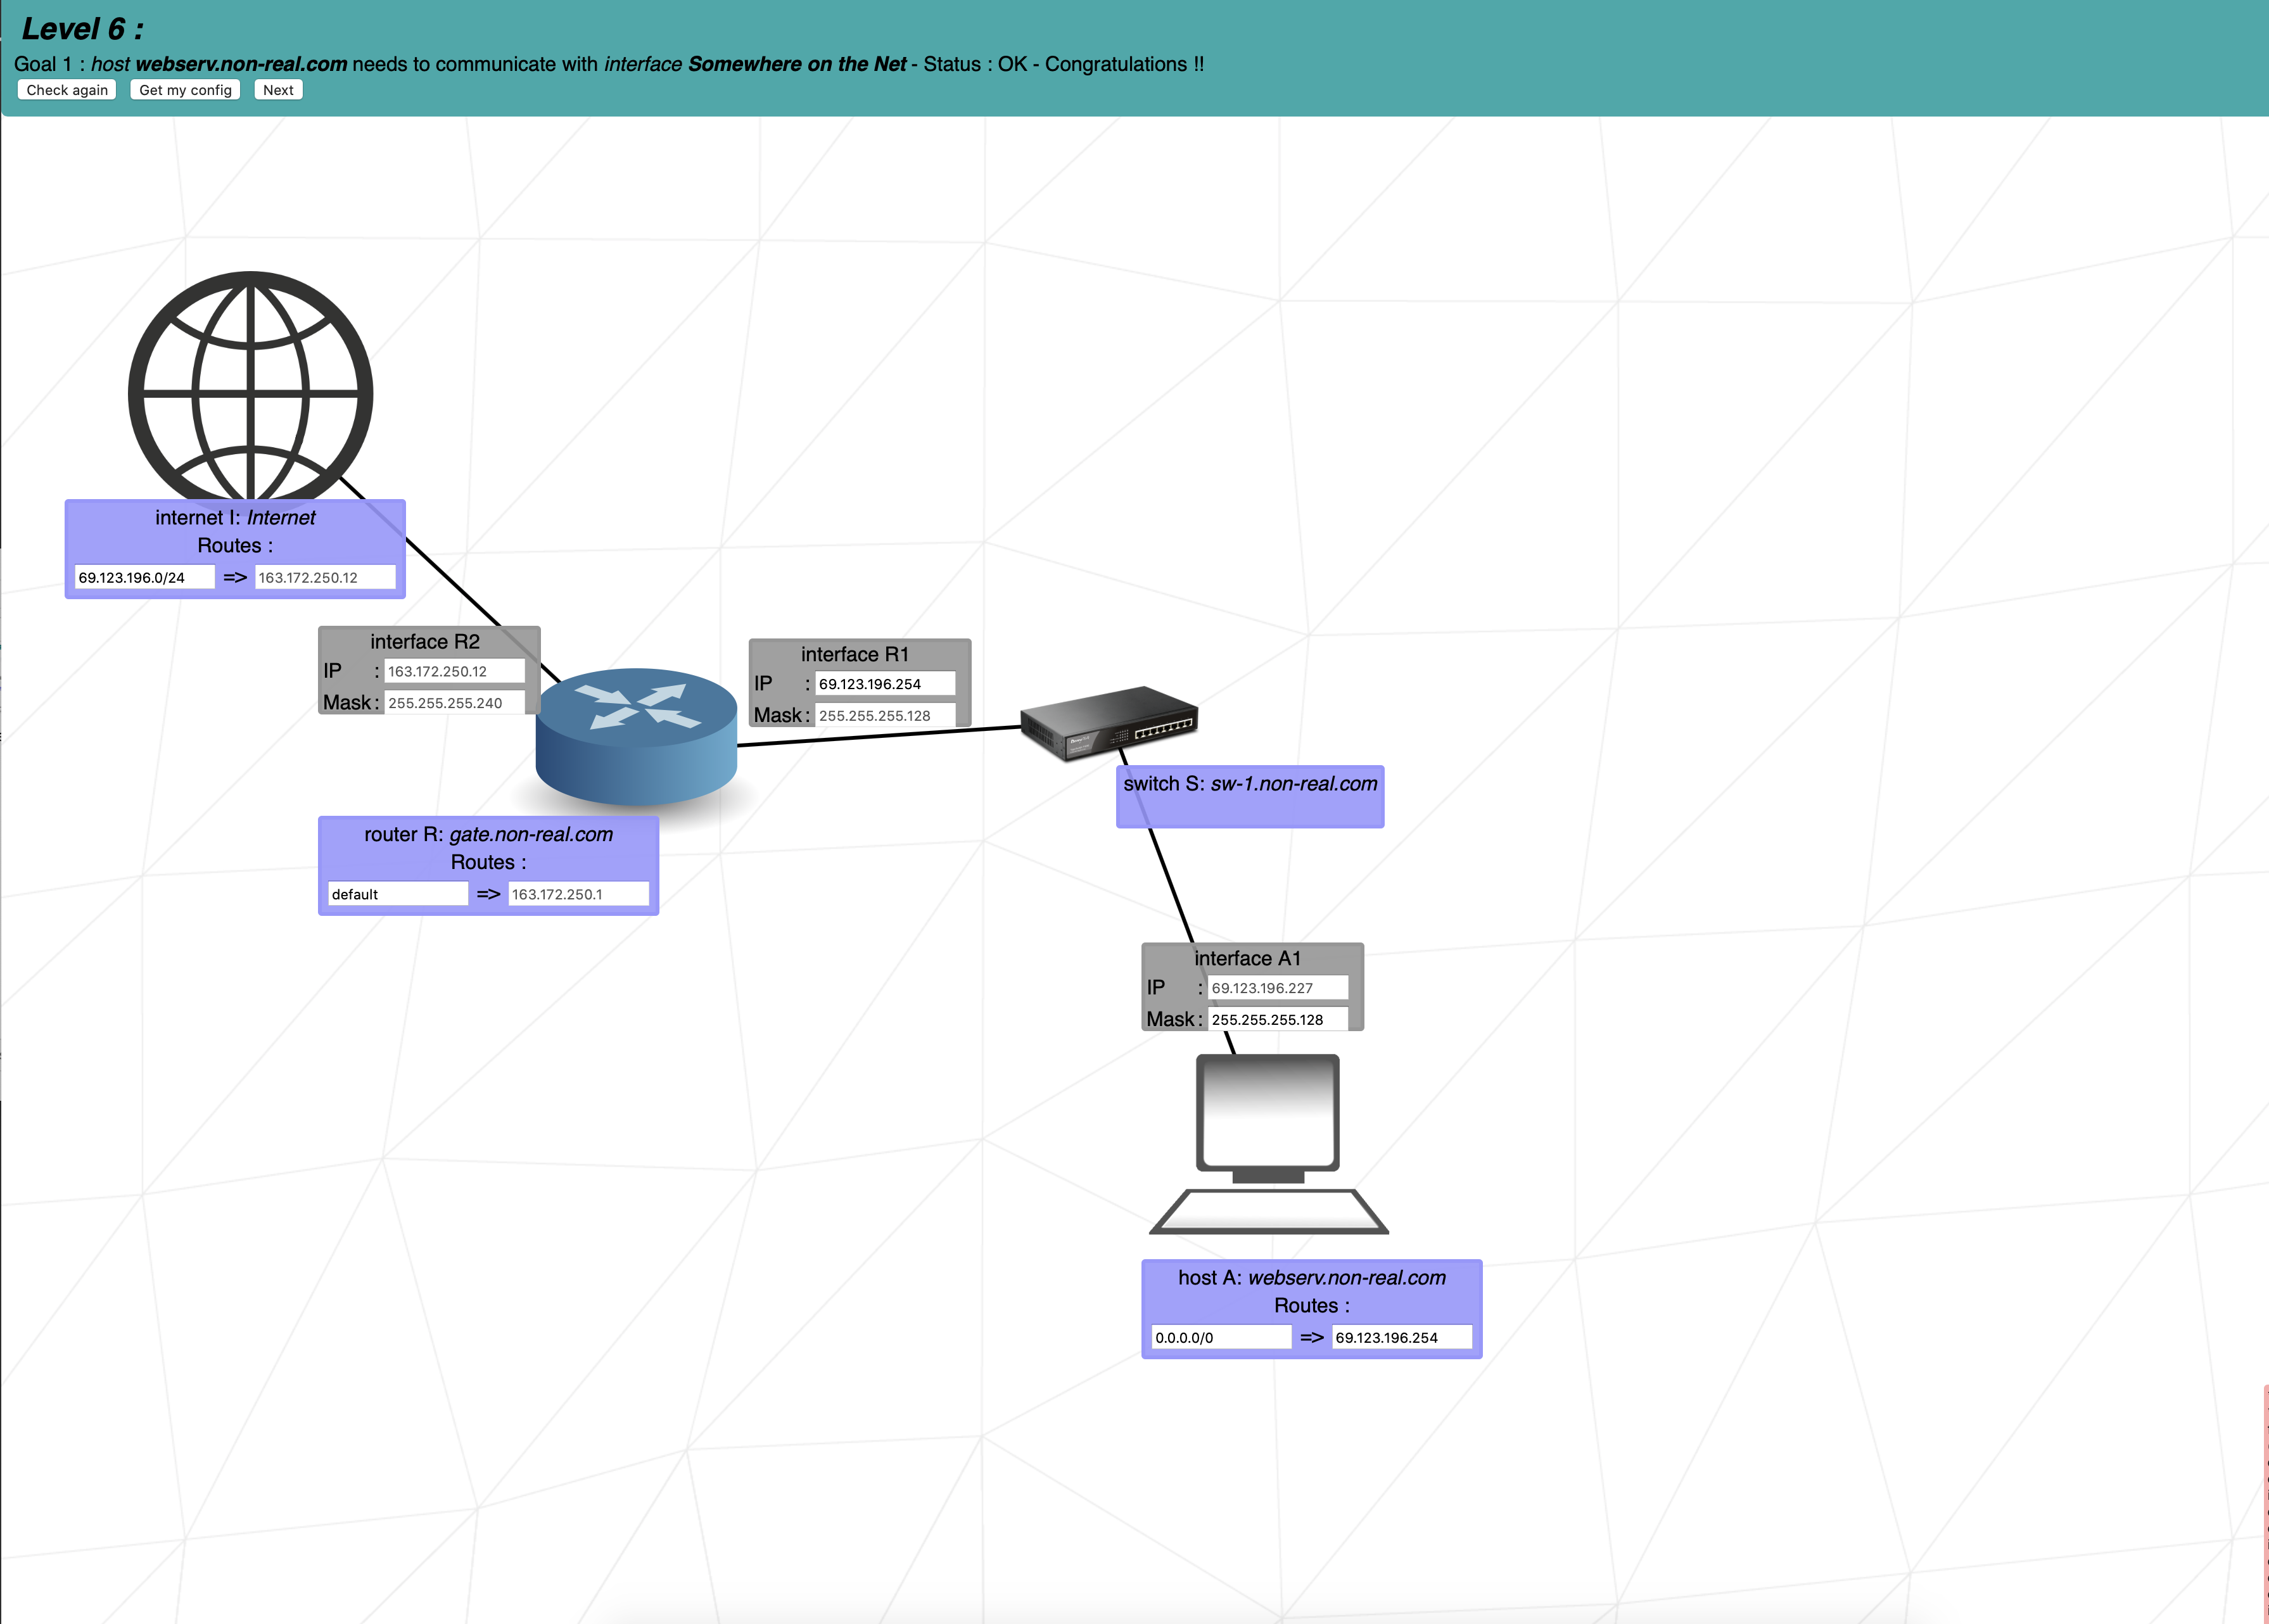 Level 6 :
Goal 1 : host webserv.non-real.com needs to communicate with interface Somewhere on the Net - Status : OK - Congratulations !!
Check again Get my config Next
internet I: Internet
Routes :
69.123.196.0/24 => 163.172.250.12
interface R2
IP : 163.172.250.12
Mask : 255.255.255.240
interface R1
IP : 69.123.196.254
Mask : 255.255.255.128
switch S: sw-1.non-real.com
router R: gate.non-real.com
Routes :
default => 163.172.250.1
interface A1
IP : 69.123.196.227
Mask : 255.255.255.128
host A: webserv.non-real.com
Routes :
0.0.0.0/0 => 69.123.196.254